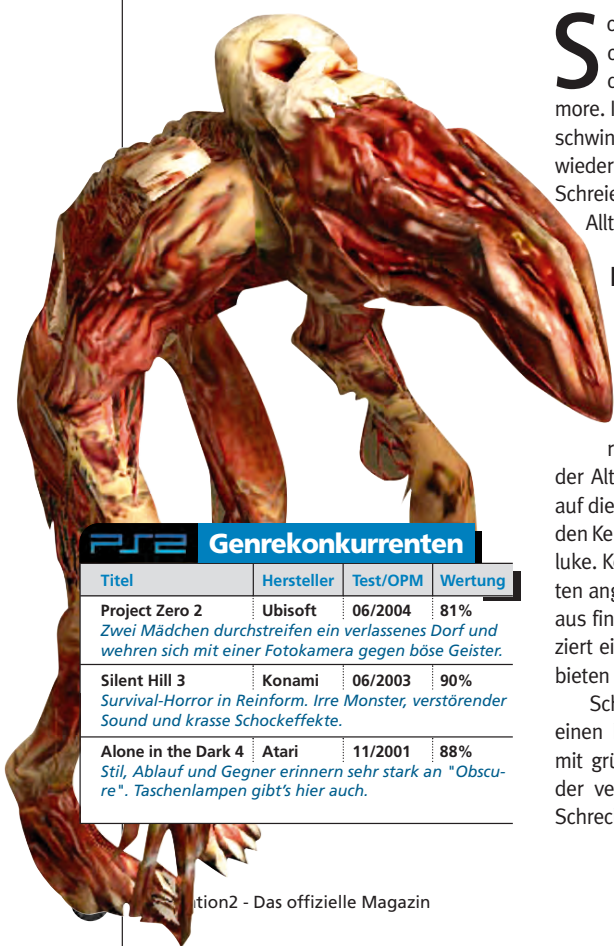 PS2 Genrekonkurrenten
Titel Hersteller Test/OPM Wertung
Project Zero 2 Ubisoft 06/2004 81%
Zwei Mädchen durchstreifen ein verlassenes Dorf und
wehren sich mit einer Fotokamera gegen böse Geister.
Silent Hill 3 Konami 06/2003 90%
Survival-Horror in Reinform. Irre Monster, verstörender
Sound und krasse Schockeffekte.
Alone in the Dark 4 Atari 11/2001 88%
Stil, Ablauf und Gegner erinnern sehr stark an "Obscu-
re". Taschenlampen gibt's hier auch.
tion2 - Das offizielle Magazin
S
more.
schwin
wieder
Schreie
Allt
der Alt
auf die
den Ke
luke. K
ten ang
aus fin
ziert ei
bieten
Sch
einen
mit grü
der ve
Schrec